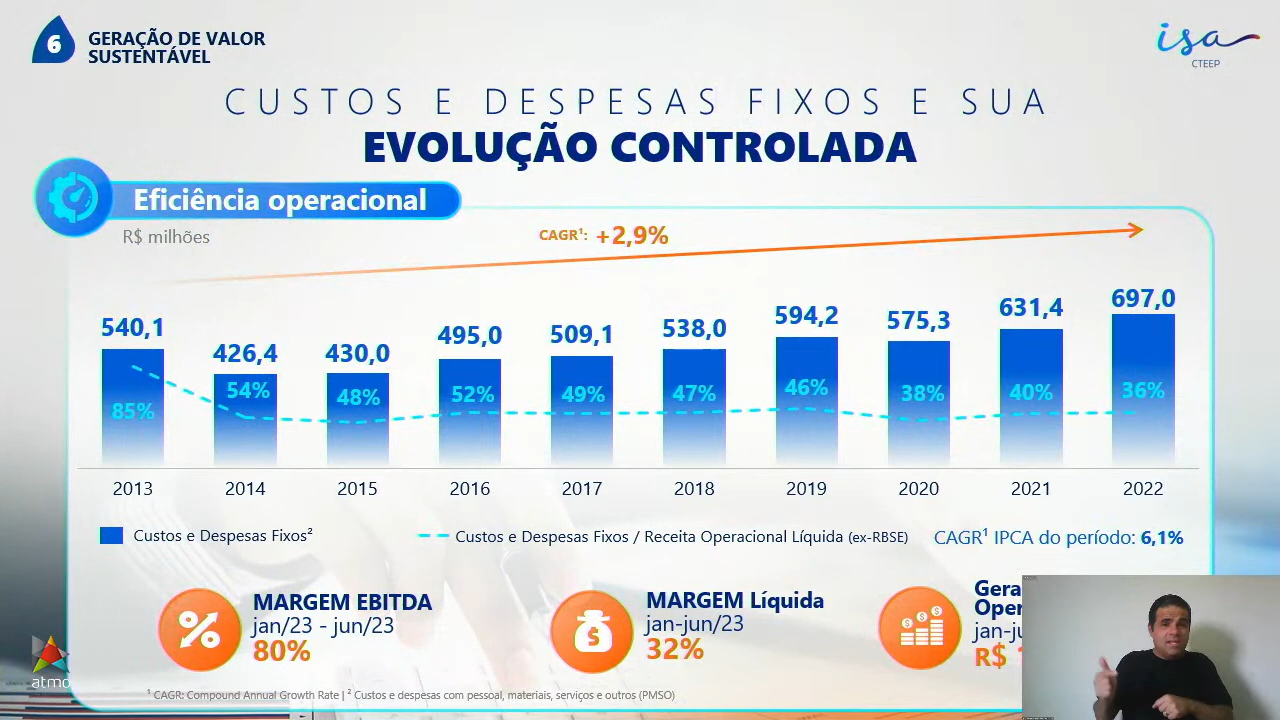 6
GERAÇÃO DE VALOR
SUSTENTÁVEL
isa
CTEEP
CUSTOS E DESPESAS FIXOS E SUA
EVOLUÇÃO CONTROLADA
Eficiência operacional
R$ milhões
CAGR¹: +2,9%
540,1 426,4 430,0 495,0 509,1 538,0 594,2 575,3 631,4 697,0
85% 54% 48% 52% 49% 47% 46% 38% 40% 36%
2013 2014 2015 2016 2017 2018 2019 2020 2021 2022
Custos e Despesas Fixos²
Custos e Despesas Fixos / Receita Operacional Líquida (ex-RBSE)
CAGR¹ IPCA do período: 6,1%
MARGEM EBITDA
jan/23 - jun/23
80%
MARGEM Líquida
jan-jun/23
32%
R$
atmo
¹ CAGR: Compound Annual Growth Rate | ² Custos e despesas com pessoal, materiais, serviços e outros (PMSO)